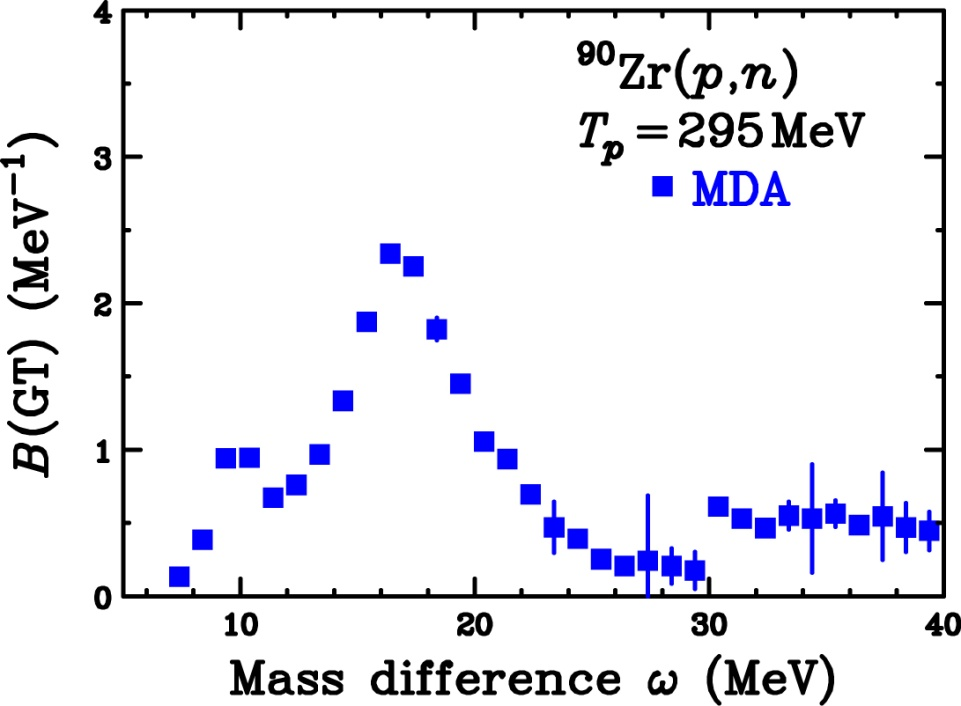 4
3
2
1
0
B(GT) (MeV⁻¹)
⁹⁰Zr(p,n)
Tₚ = 295 MeV
MDA
10 20 30 40
Mass difference ω (MeV)